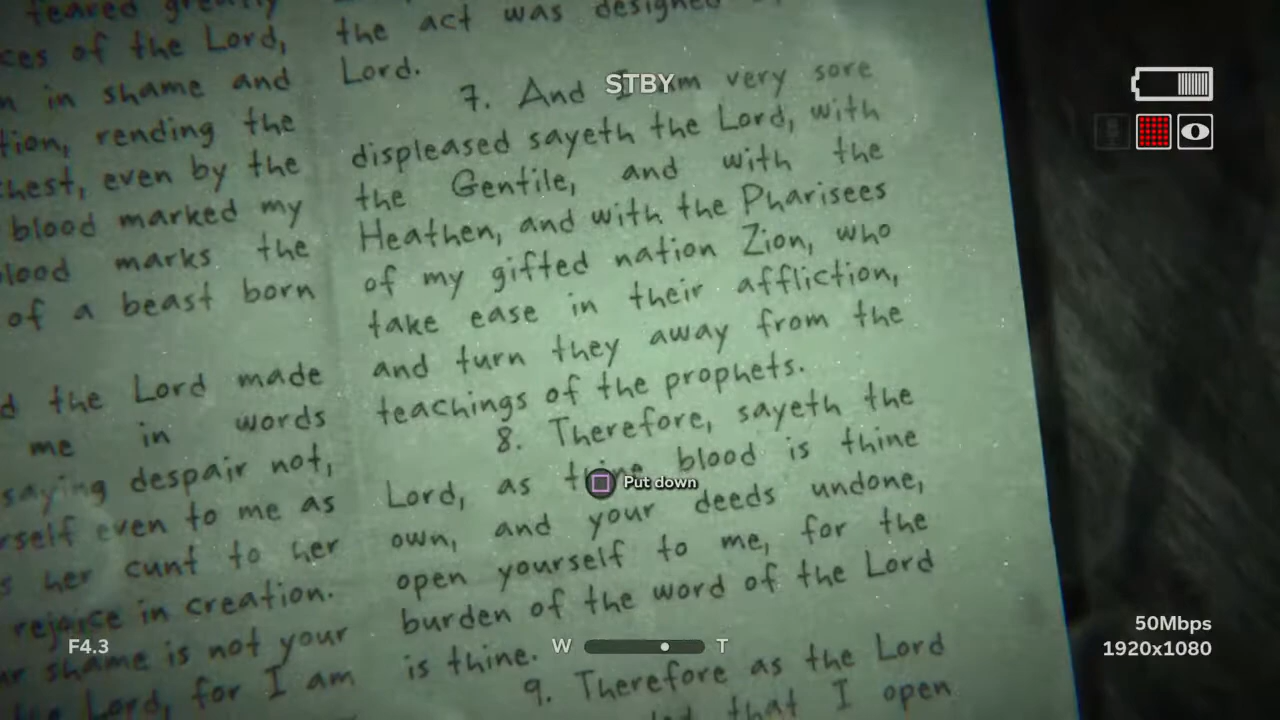 feared greatly
ces of the Lord,
in shame and
tion, rending the
chest, even by the
blood marked my
blood marks the
of a beast born
the Lord made
me in words
saying despair not,
rself even to me as
her cunt to her
rejoice in creation.
shame is not your
Lord, for I am
the act was designed
Lord.
7. And I am very sore
displeased sayeth the Lord, with
the Gentile, and with the
Heathen, and with the Pharisees
of my gifted nation Zion, who
take ease in their affliction,
and turn they away from the
teachings of the prophets.
8. Therefore, sayeth the
Lord, as thine blood is thine
own, and your deeds undone,
open yourself to me, for the
burden of the word of the Lord
is thine.
9. Therefore as the Lord
that I open
STBY
Put down
F4.3
W T
50Mbps
1920x1080